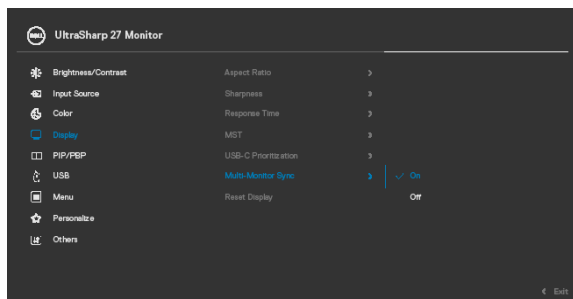 DELL UltraSharp 27 Monitor
Brightness/Contrast
Aspect Ratio
Input Source
Sharpness
Color
Response Time
Display
MST
PIP/PBP
USB-C Prioritization
USB
Multi-Monitor Sync
On
Menu
Reset Display
Off
Personalize
Others
Exit